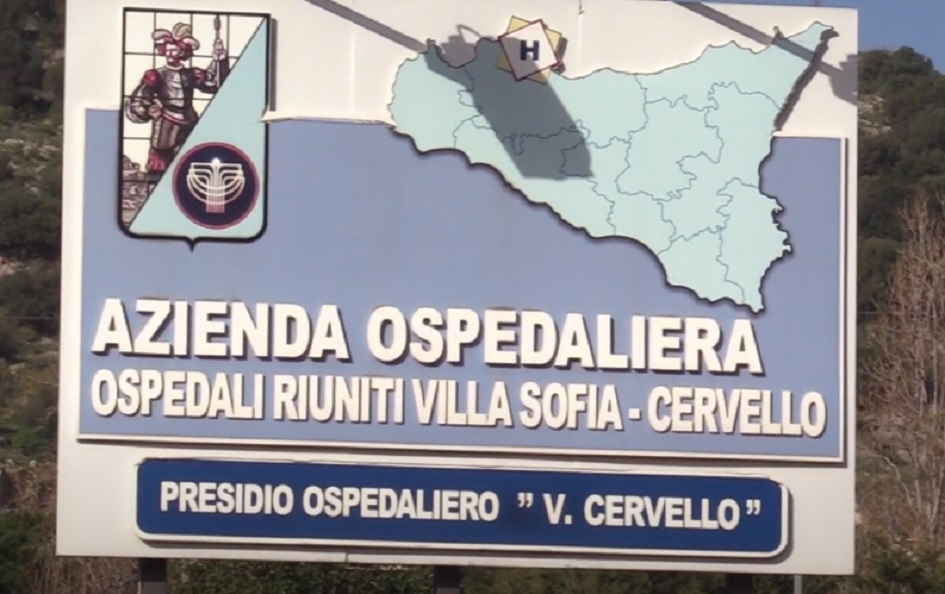 H
AZIENDA OSPEDALIERA
OSPEDALI RIUNITI VILLA SOFIA - CERVELLO
PRESIDIO OSPEDALIERO ” V. CERVELLO ”